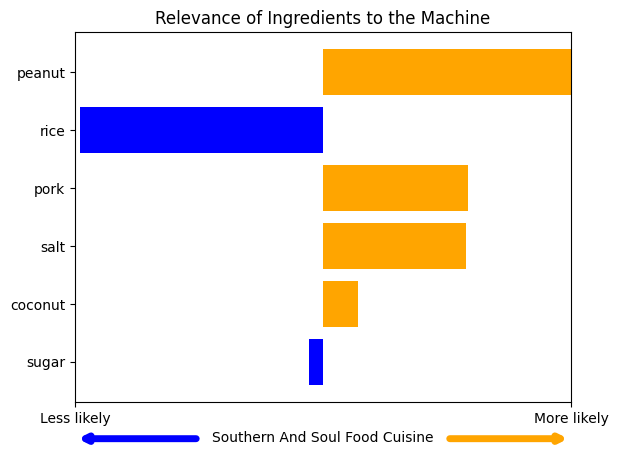 Relevance of Ingredients to the Machine
peanut
rice
pork
salt
coconut
sugar
Less likely
More likely
Southern And Soul Food Cuisine